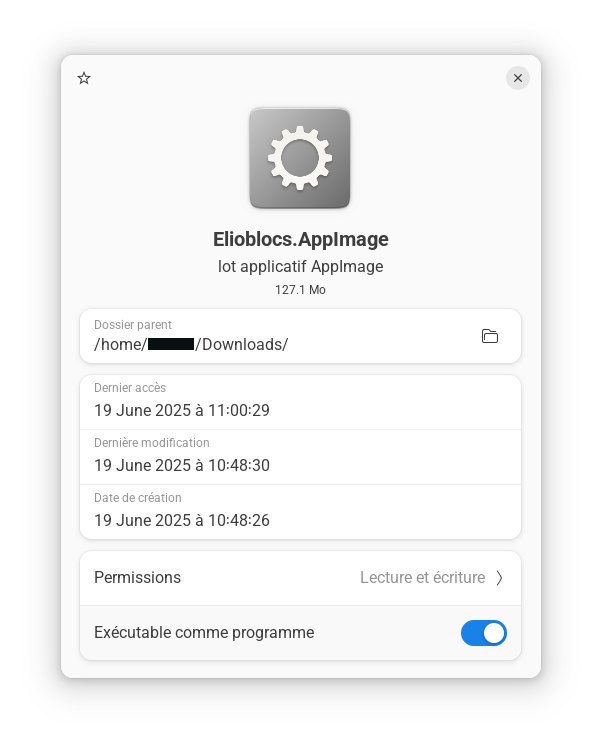 Elioblocs.AppImage
lot applicatif AppImage
127.1 Mo
Dossier parent
/home/ /Downloads/
Dernier accès
19 June 2025 à 11:00:29
Dernière modification
19 June 2025 à 10:48:30
Date de création
19 June 2025 à 10:48:26
Permissions Lecture et écriture
Exécutable comme programme